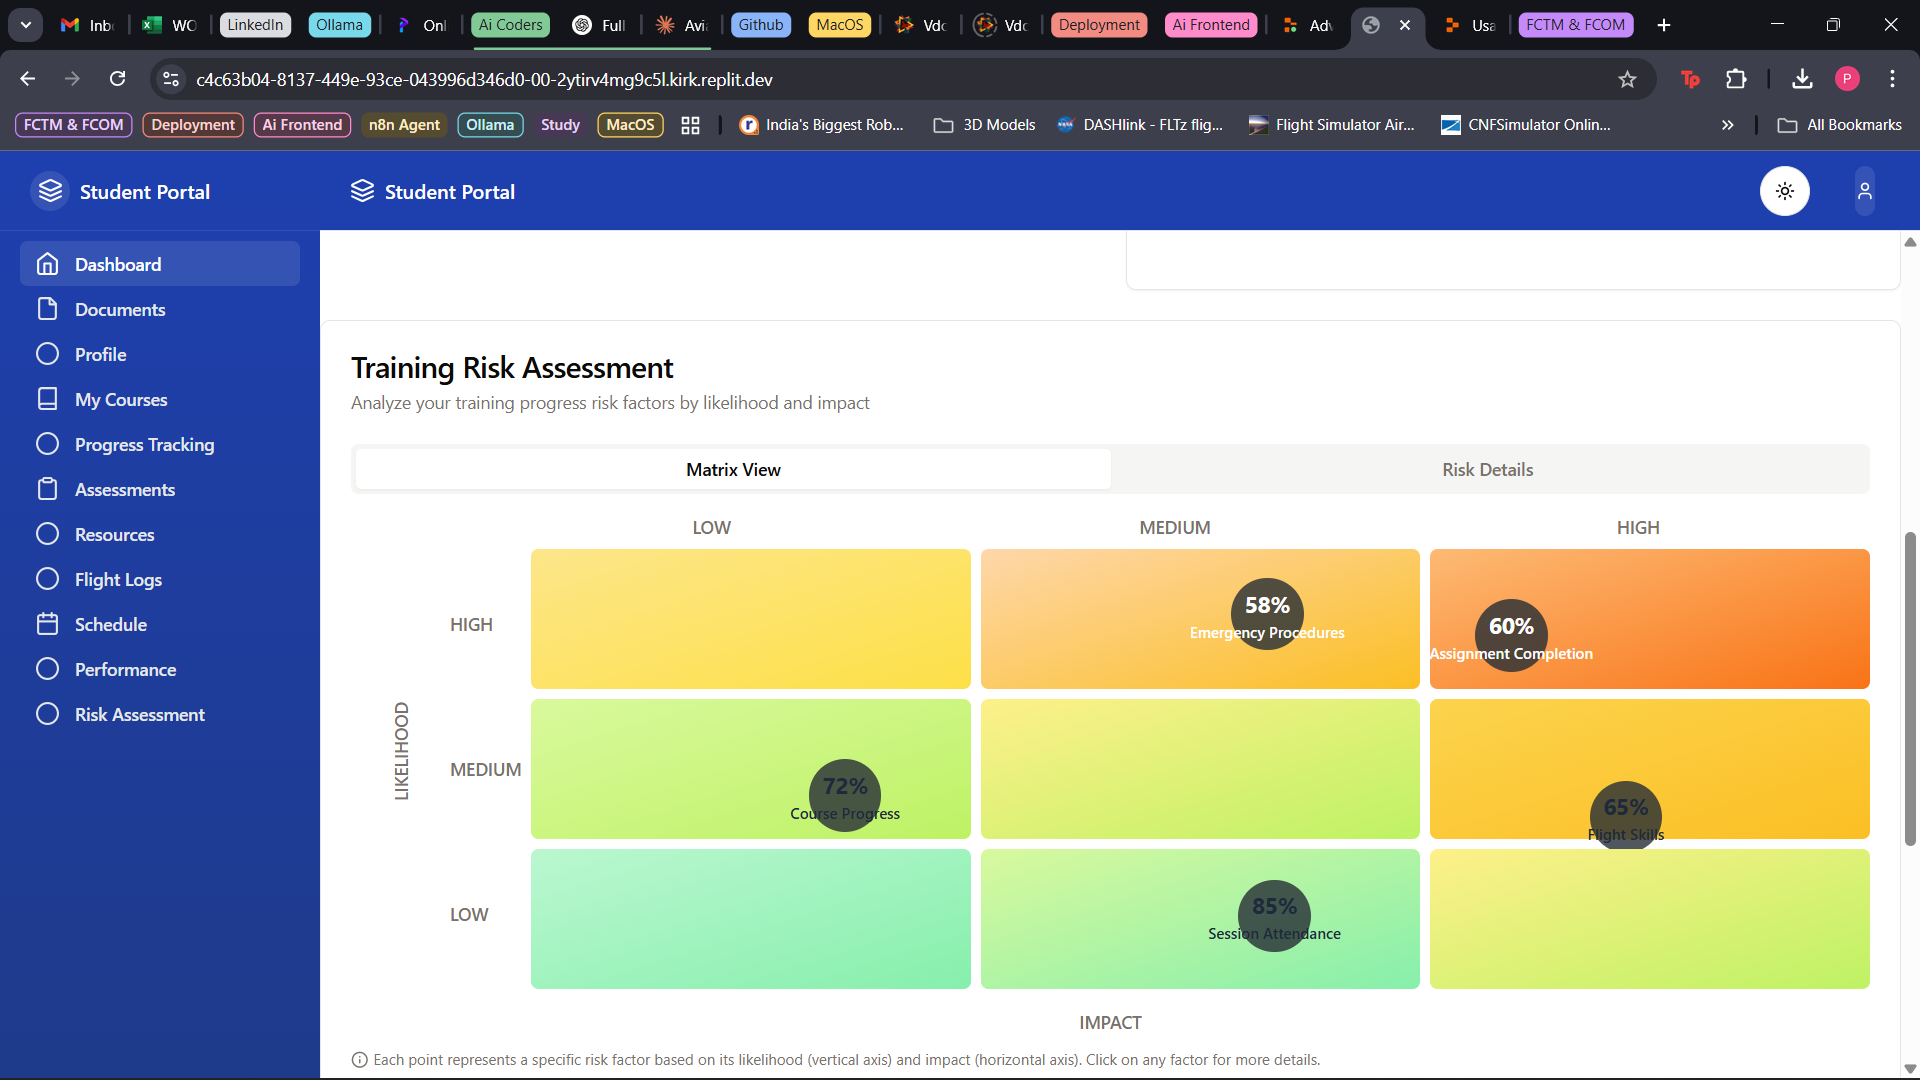 Inb
WO
LinkedIn
Ollama
Onl
Ai Coders
Full
Avi
Github
MacOS
Vdc
Vdc
Deployment
Ai Frontend
Adv
Usa
FCTM & FCOM
c4c63b04-8137-449e-93ce-043996d346d0-00-2ytirv4mg9c5l.kirk.replit.dev
Tp
P
FCTM & FCOM
Deployment
Ai Frontend
n8n Agent
Ollama
Study
MacOS
India's Biggest Rob...
3D Models
DASHlink - FLTz flig...
Flight Simulator Air...
CNFSimulator Onlin...
All Bookmarks
Student Portal
Student Portal
Dashboard
Documents
Profile
My Courses
Progress Tracking
Assessments
Resources
Flight Logs
Schedule
Performance
Risk Assessment
Training Risk Assessment
Analyze your training progress risk factors by likelihood and impact
Matrix View
Risk Details
LOW
MEDIUM
HIGH
HIGH
58%
Emergency Procedures
60%
Assignment Completion
LIKELIHOOD
MEDIUM
72%
Course Progress
65%
Flight Skills
LOW
85%
Session Attendance
IMPACT
Each point represents a specific risk factor based on its likelihood (vertical axis) and impact (horizontal axis). Click on any factor for more details.